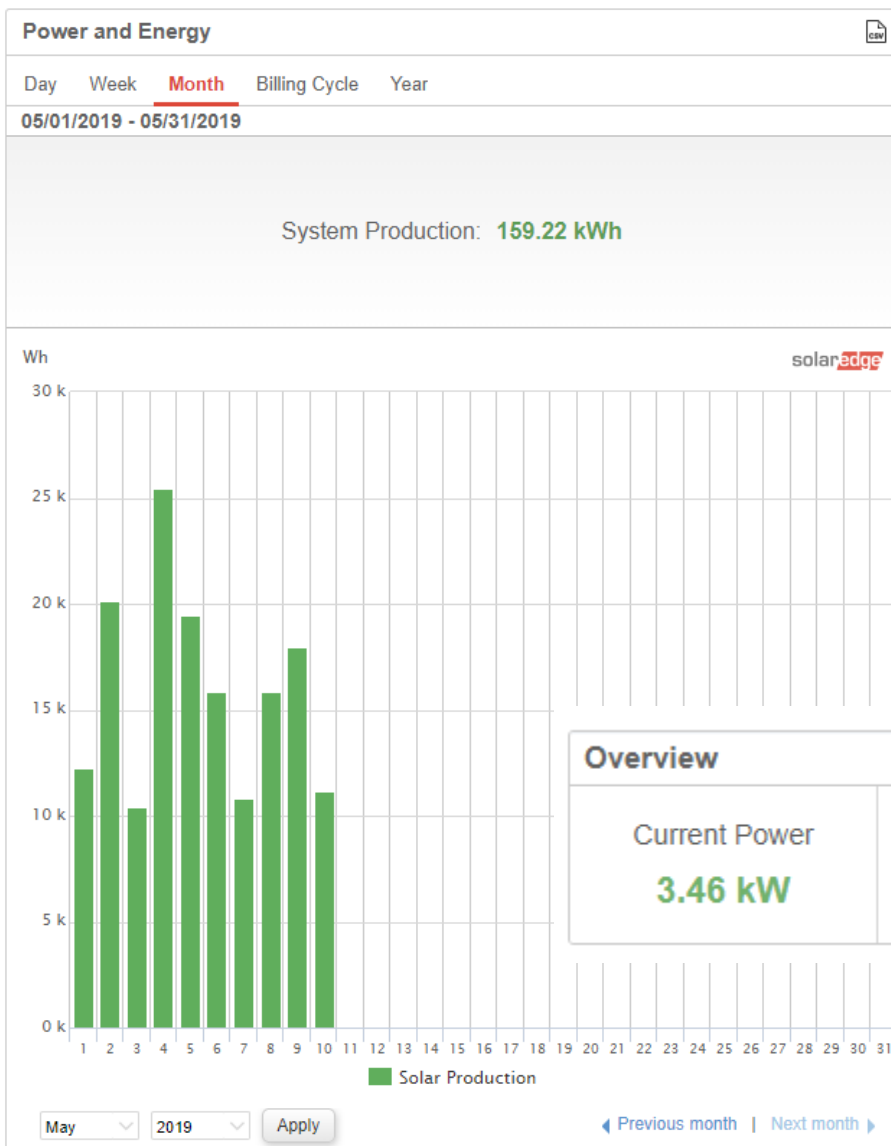 Power and Energy
CSV
Day Week Month Billing Cycle Year
05/01/2019 - 05/31/2019
System Production: 159.22 kWh
Wh
solaredge
30 k
25 k
20 k
15 k
10 k
5 k
0 k
1 2 3 4 5 6 7 8 9 10 11 12 13 14 15 16 17 18 19 20 21 22 23 24 25 26 27 28 29 30 31
Overview
Current Power
3.46 kW
Solar Production
May 2019 Apply Previous month | Next month